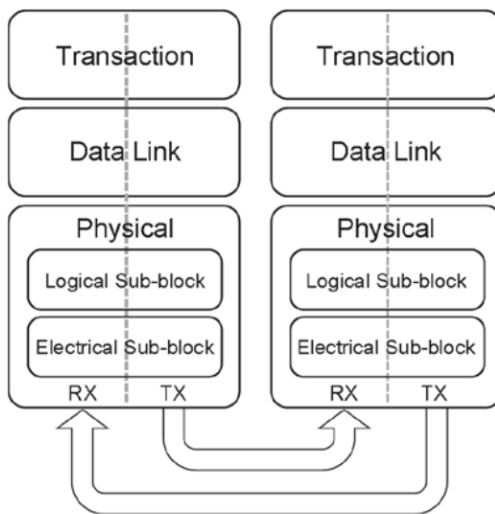 Transaction
Transaction
Data Link
Data Link
Physical
Physical
Logical Sub-block
Logical Sub-block
Electrical Sub-block
Electrical Sub-block
RX TX
RX TX